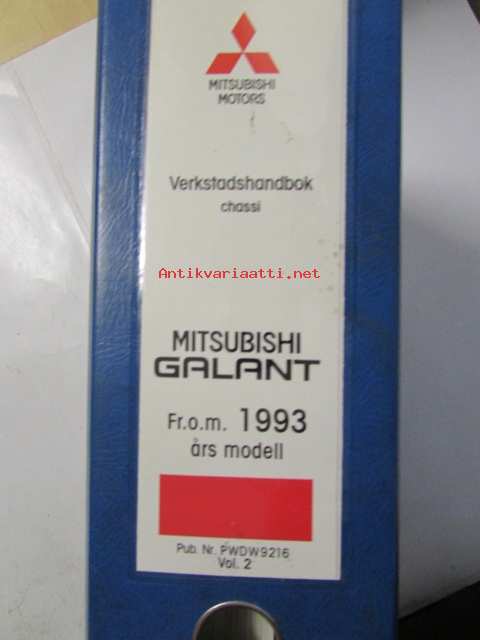 MITSUBISHI
MOTORS
Verkstadshandbok
chassi
Antikvariaatti.net
MITSUBISHI
GALANT
Fr.o.m. 1993
års modell
Pub. Nr. PWDW9216
Vol. 2